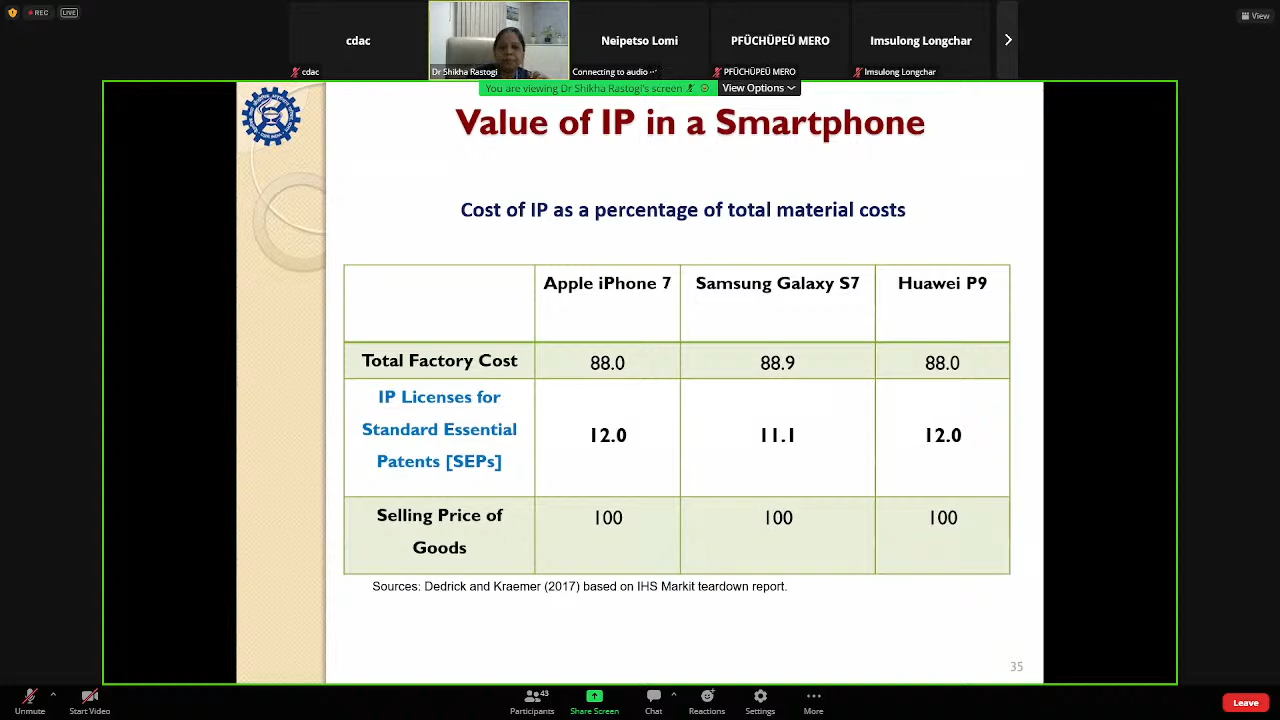 REC
LIVE
View
cdac
Neipetso Lomi
PFÜCHÜPEÜ MERO
Imsulong Longchar
cdac
Dr Shikha Rastogi
Connecting to audio ···
PFÜCHÜPEÜ MERO
Imsulong Longchar
You are viewing Dr Shikha Rastogi's screen
View Options
Value of IP in a Smartphone
Cost of IP as a percentage of total material costs
Apple iPhone 7 Samsung Galaxy S7 Huawei P9
Total Factory Cost 88.0 88.9 88.0
IP Licenses for
Standard Essential 12.0 11.1 12.0
Patents [SEPs]
Selling Price of 100 100 100
Goods
Sources: Dedrick and Kraemer (2017) based on IHS Markit teardown report.
35
Unmute
Start Video
43
Participants
Share Screen
Chat
Reactions
Settings
More
Leave